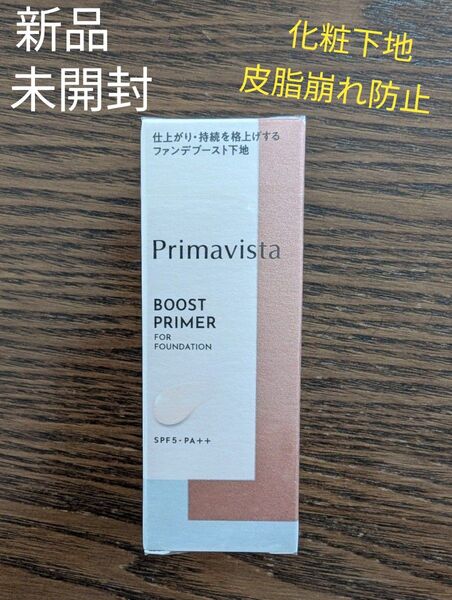 新品
未開封
化粧下地
皮脂崩れ防止
仕上がり・持続を格上げする
ファンデブースト下地
Primavista
BOOST
PRIMER
FOR
FOUNDATION
SPF5・PA++